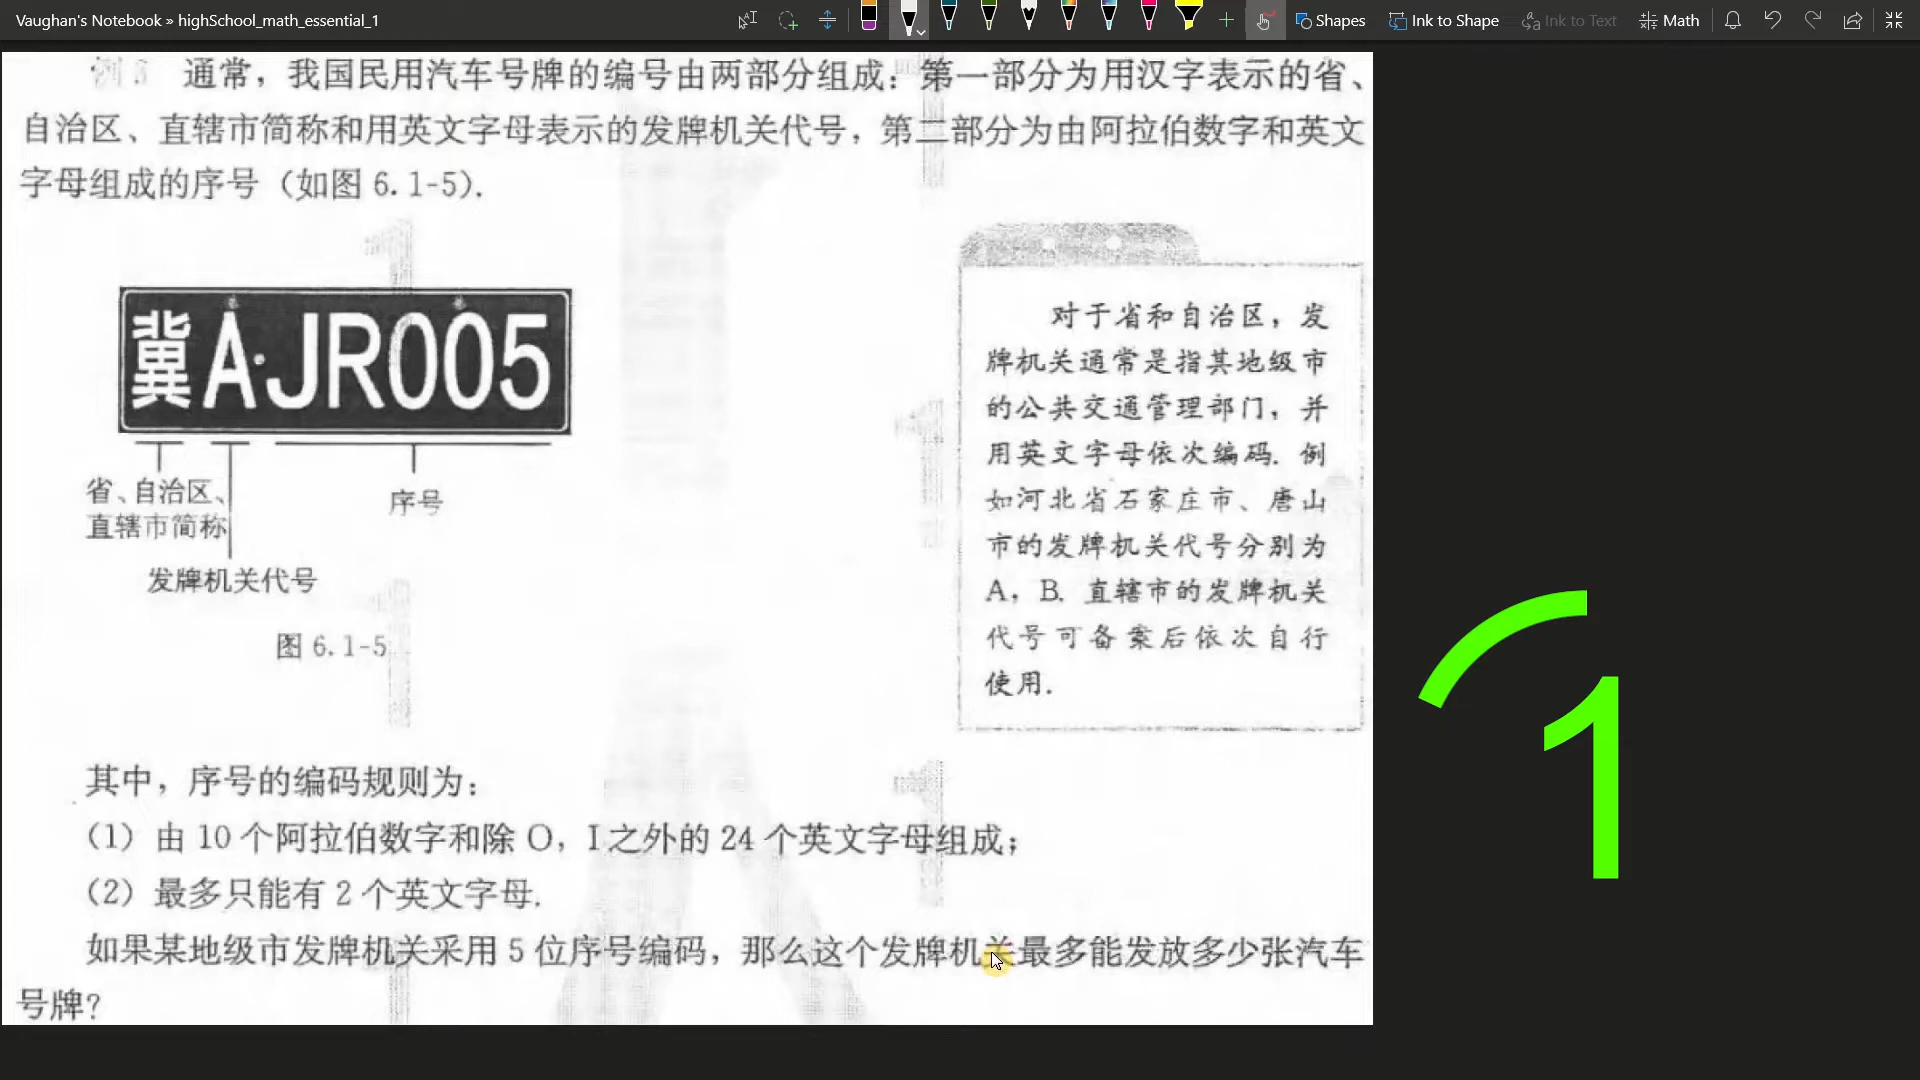 Vaughan's Notebook » highSchool_math_essential_1
Shapes
Ink to Shape
Ink to Text
Math
通常，我国民用汽车号牌的编号由两部分组成：第一部分为用汉字表示的省、
自治区、直辖市简称和用英文字母表示的发牌机关代号，第二部分为由阿拉伯数字和英文
字母组成的序号（如图 6.1-5）.
冀A·JR005
省、自治区、
直辖市简称
序号
发牌机关代号
图 6.1-5
对于省和自治区，发
牌机关通常是指其地级市
的公共交通管理部门，并
用英文字母依次编码. 例
如河北省石家庄市、唐山
市的发牌机关代号分别为
A，B. 直辖市的发牌机关
代号可备案后依次自行
使用.
其中，序号的编码规则为：
（1）由 10 个阿拉伯数字和除 O，I 之外的 24 个英文字母组成；
（2）最多只能有 2 个英文字母.
如果某地级市发牌机关采用 5 位序号编码，那么这个发牌机关最多能发放多少张汽车
号牌？
1